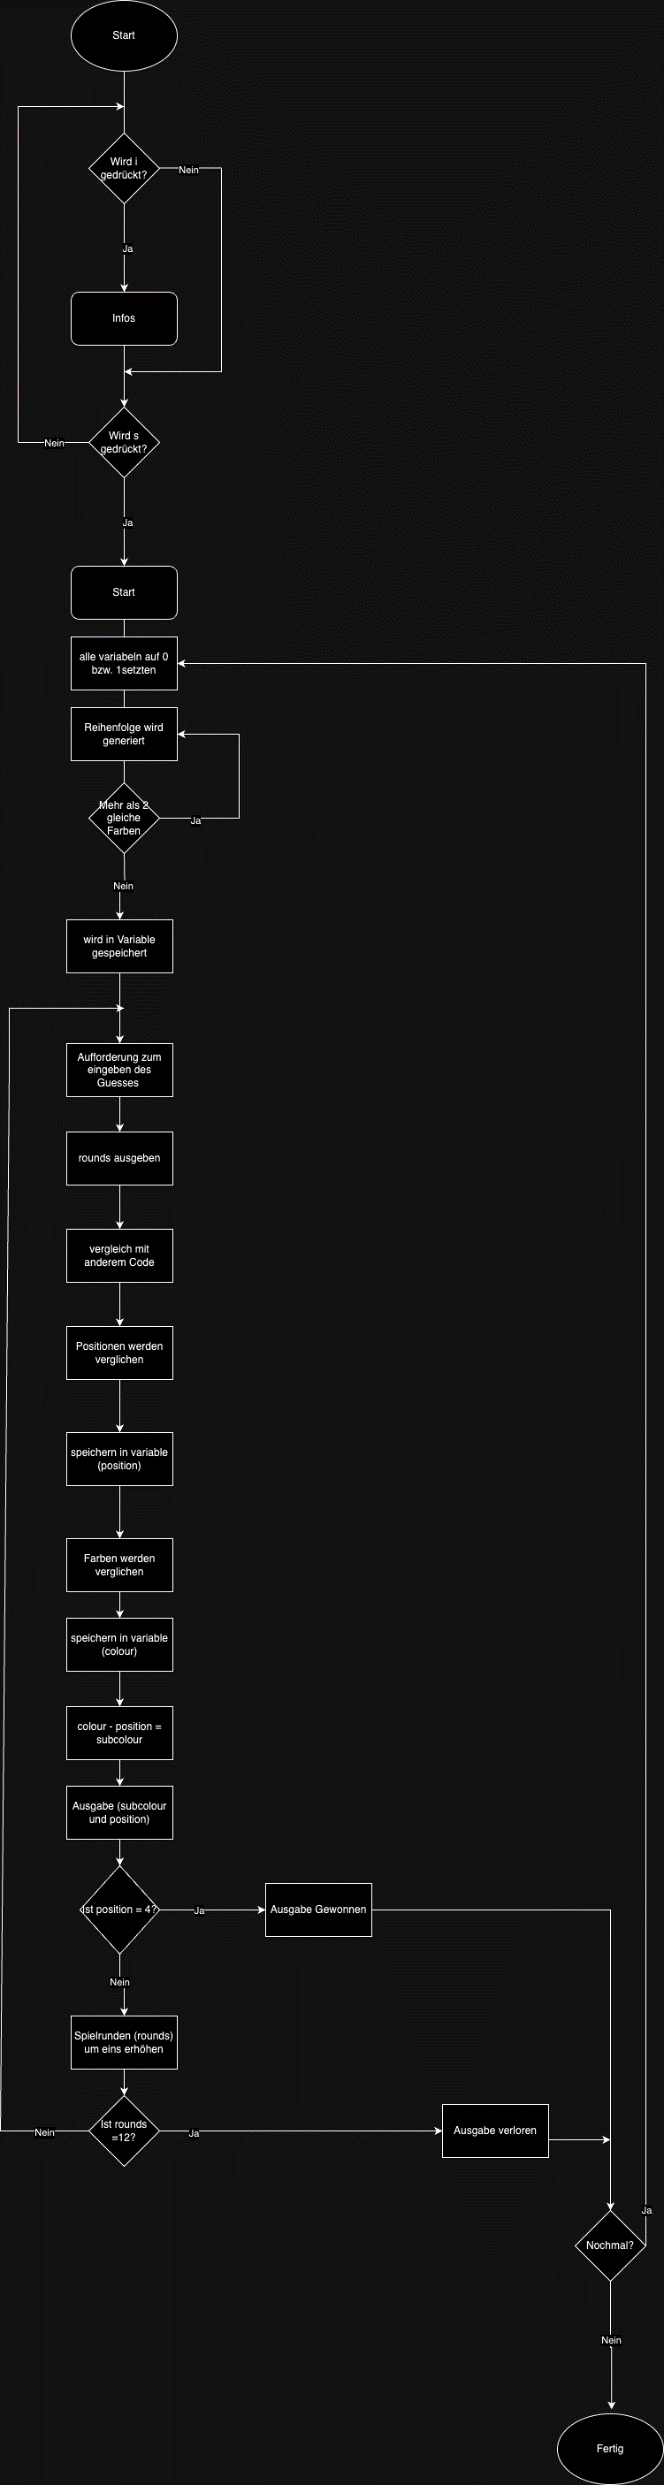 Start
Wird i
gedrückt?
Nein
Ja
Infos
Wird s
gedrückt?
Nein
Ja
Start
alle variabeln auf 0
bzw. 1setzten
Reihenfolge wird
generiert
Mehr als 2
gleiche
Farben
Ja
Nein
wird in Variable
gespeichert
Aufforderung zum
eingeben des
Guesses
rounds ausgeben
vergleich mit
anderem Code
Positionen werden
verglichen
speichern in variable
(position)
Farben werden
verglichen
speichern in variable
(colour)
colour - position =
subcolour
Ausgabe (subcolour
und position)
Ist position = 4?
Ja
Ausgabe Gewonnen
Nein
Spielrunden (rounds)
um eins erhöhen
Ist rounds
=12?
Nein
Ja
Ausgabe verloren
Ja
Nochmal?
Nein
Fertig